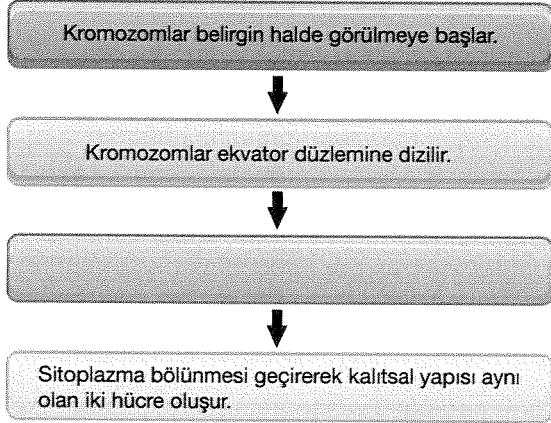 Kromozomlar belirgin halde görülmeye başlar.
Kromozomlar ekvator düzlemine dizilir.
Sitoplazma bölünmesi geçirerek kalıtsal yapısı aynı
olan iki hücre oluşur.